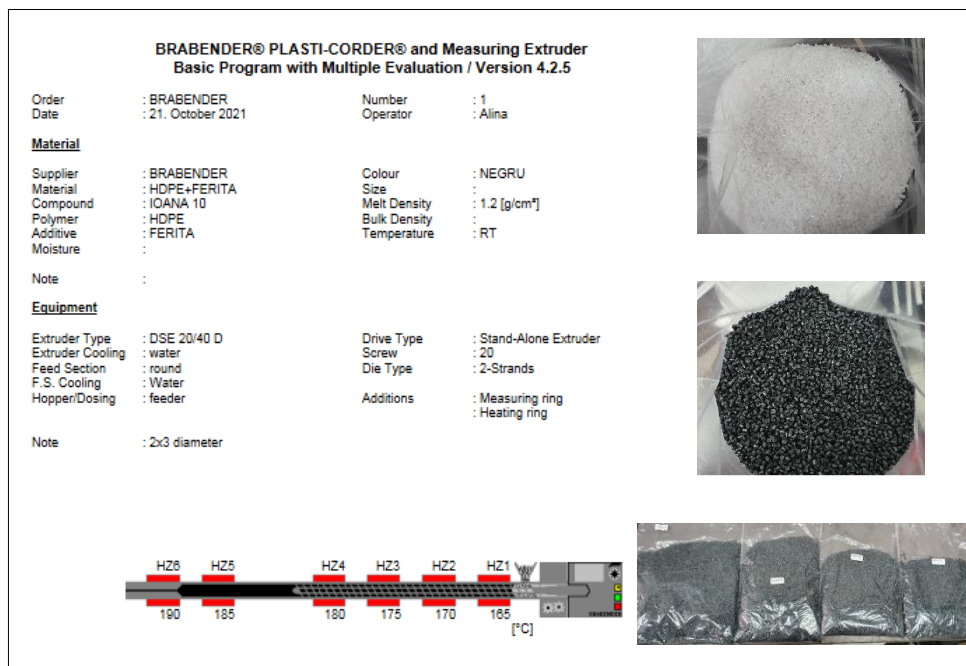 BRABENDER® PLASTI-CORDER® and Measuring Extruder
Basic Program with Multiple Evaluation / Version 4.2.5
Order : BRABENDER Number : 1
Date : 21. October 2021 Operator : Alina
Material
Supplier : BRABENDER Colour : NEGRU
Material : HDPE+FERITA Size :
Compound : IOANA 10 Melt Density : 1.2 [g/cm³]
Polymer : HDPE Bulk Density :
Additive : FERITA Temperature : RT
Moisture :
Note :
Equipment
Extruder Type : DSE 20/40 D Drive Type : Stand-Alone Extruder
Extruder Cooling : water Screw : 20
Feed Section : round Die Type : 2-Strands
F.S. Cooling : Water
Hopper/Dosing : feeder Additions : Measuring ring
: Heating ring
Note : 2x3 diameter
HZ6 HZ5 HZ4 HZ3 HZ2 HZ1
190 185 180 175 170 165
[°C]
BRABENDER